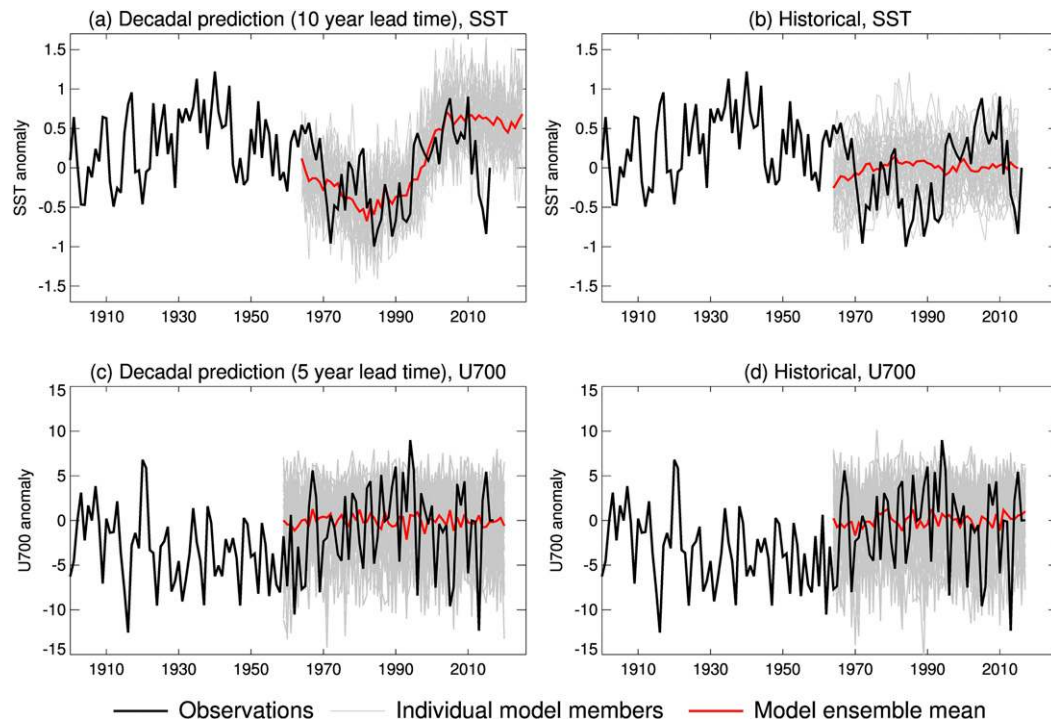 (a) Decadal prediction (10 year lead time), SST
(b) Historical, SST
SST anomaly
1.5
1
0.5
0
-0.5
-1
-1.5
1910 1930 1950 1970 1990 2010
SST anomaly
1.5
1
0.5
0
-0.5
-1
-1.5
1910 1930 1950 1970 1990 2010
(c) Decadal prediction (5 year lead time), U700
(d) Historical, U700
U700 anomaly
15
10
5
0
-5
-10
-15
1910 1930 1950 1970 1990 2010
U700 anomaly
15
10
5
0
-5
-10
-15
1910 1930 1950 1970 1990 2010
Observations Individual model members Model ensemble mean